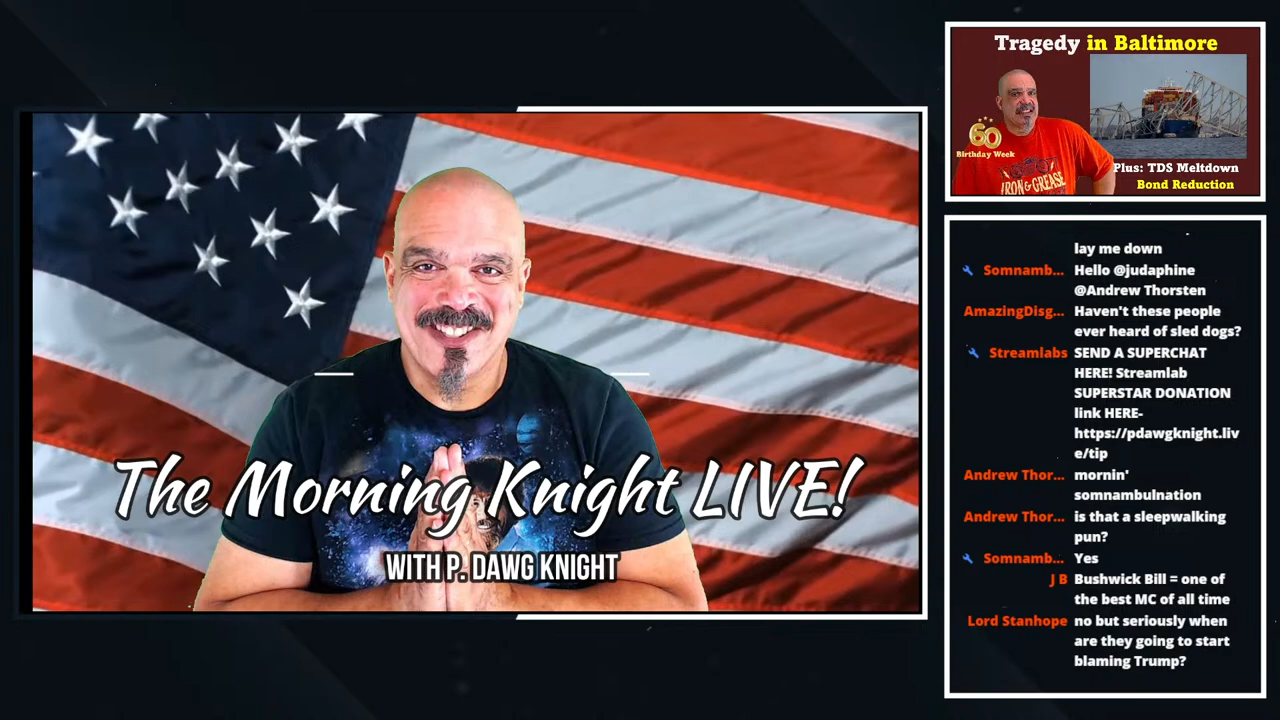 The Morning Knight LIVE!
WITH P. DAWG KNIGHT
Tragedy in Baltimore
60
Birthday Week
IRON & GREASE
Plus: TDS Meltdown
Bond Reduction
lay me down
Somnamb... Hello @judaphine
@Andrew Thorsten
AmazingDisg... Haven't these people
ever heard of sled dogs?
Streamlabs SEND A SUPERCHAT
HERE! Streamlab
SUPERSTAR DONATION
link HERE-
https://pdawgknight.liv
e/tip
Andrew Thor... mornin'
somnambulnation
Andrew Thor... is that a sleepwalking
pun?
Somnamb... Yes
J B Bushwick Bill = one of
the best MC of all time
Lord Stanhope no but seriously when
are they going to start
blaming Trump?